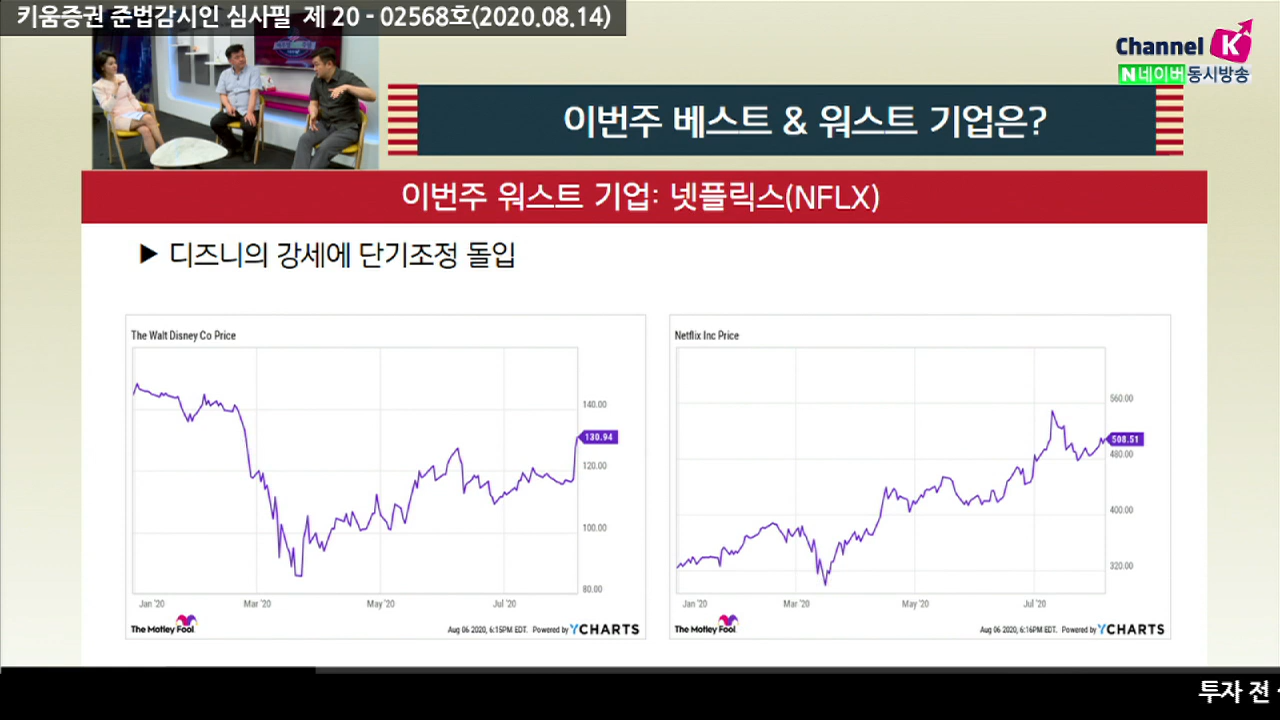 키움증권 준법감시인 심사필 제 20 - 02568호(2020.08.14)
Channel K
N 네이버 동시방송
이번주 베스트 & 워스트 기업은?
이번주 워스트 기업: 넷플릭스(NFLX)
▶ 디즈니의 강세에 단기조정 돌입
The Walt Disney Co Price
140.00
130.94
120.00
100.00
80.00
Jan '20 Mar '20 May '20 Jul '20
The Motley Fool.
Aug 06 2020, 6:15PM EDT. Powered by YCHARTS
Netflix Inc Price
560.00
508.51
480.00
400.00
320.00
Jan '20 Mar '20 May '20 Jul '20
The Motley Fool.
Aug 06 2020, 6:16PM EDT. Powered by YCHARTS
투자 전